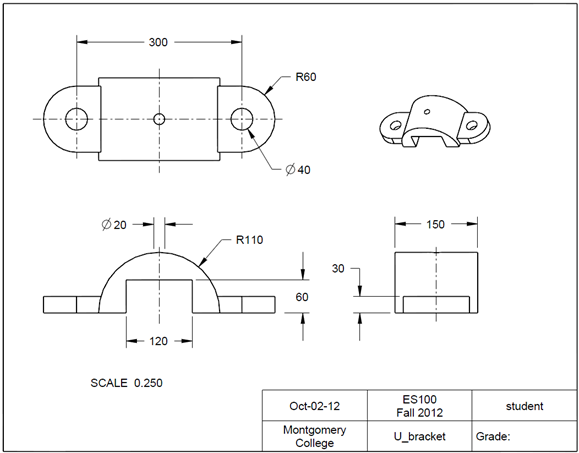 300
R60
Ø 40
Ø 20
R110
150
30
60
120
SCALE 0.250
Oct-02-12
ES100
Fall 2012
student
Montgomery
College
U_bracket
Grade: